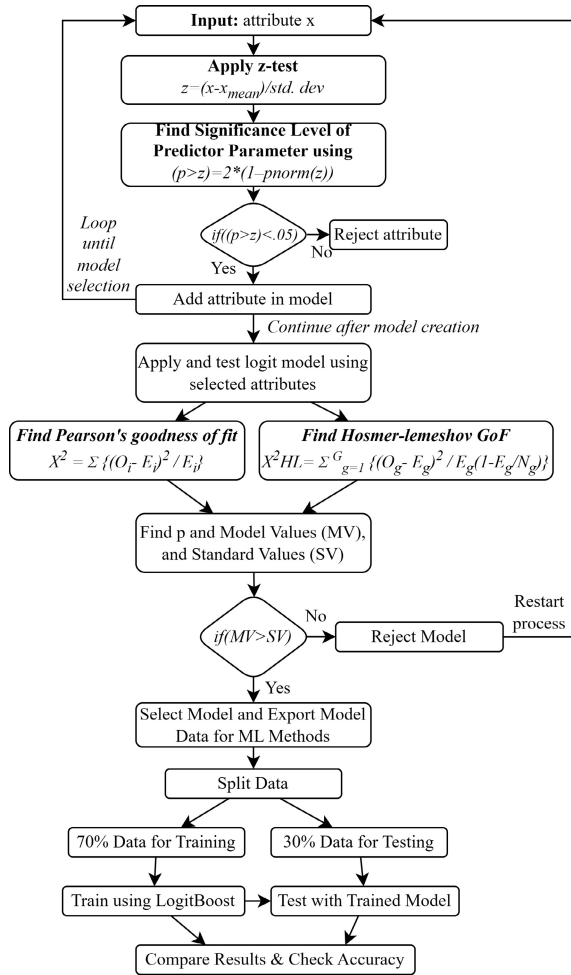 Input: attribute x
Apply z-test
z=(x-x_mean)/std. dev
Find Significance Level of
Predictor Parameter using
(p>z)=2*(1–pnorm(z))
Loop
until
model
selection
if((p>z)<.05)
No
Reject attribute
Yes
Add attribute in model
Continue after model creation
Apply and test logit model using
selected attributes
Find Pearson's goodness of fit
X² = Σ {(O_i- E_i)² / E_i}
Find Hosmer-lemeshov GoF
X²HL= Σ^G_g=1 {(O_g- E_g)² / E_g(1-E_g/N_g)}
Find p and Model Values (MV),
and Standard Values (SV)
if(MV>SV)
No
Reject Model
Restart
process
Yes
Select Model and Export Model
Data for ML Methods
Split Data
70% Data for Training
30% Data for Testing
Train using LogitBoost
Test with Trained Model
Compare Results & Check Accuracy